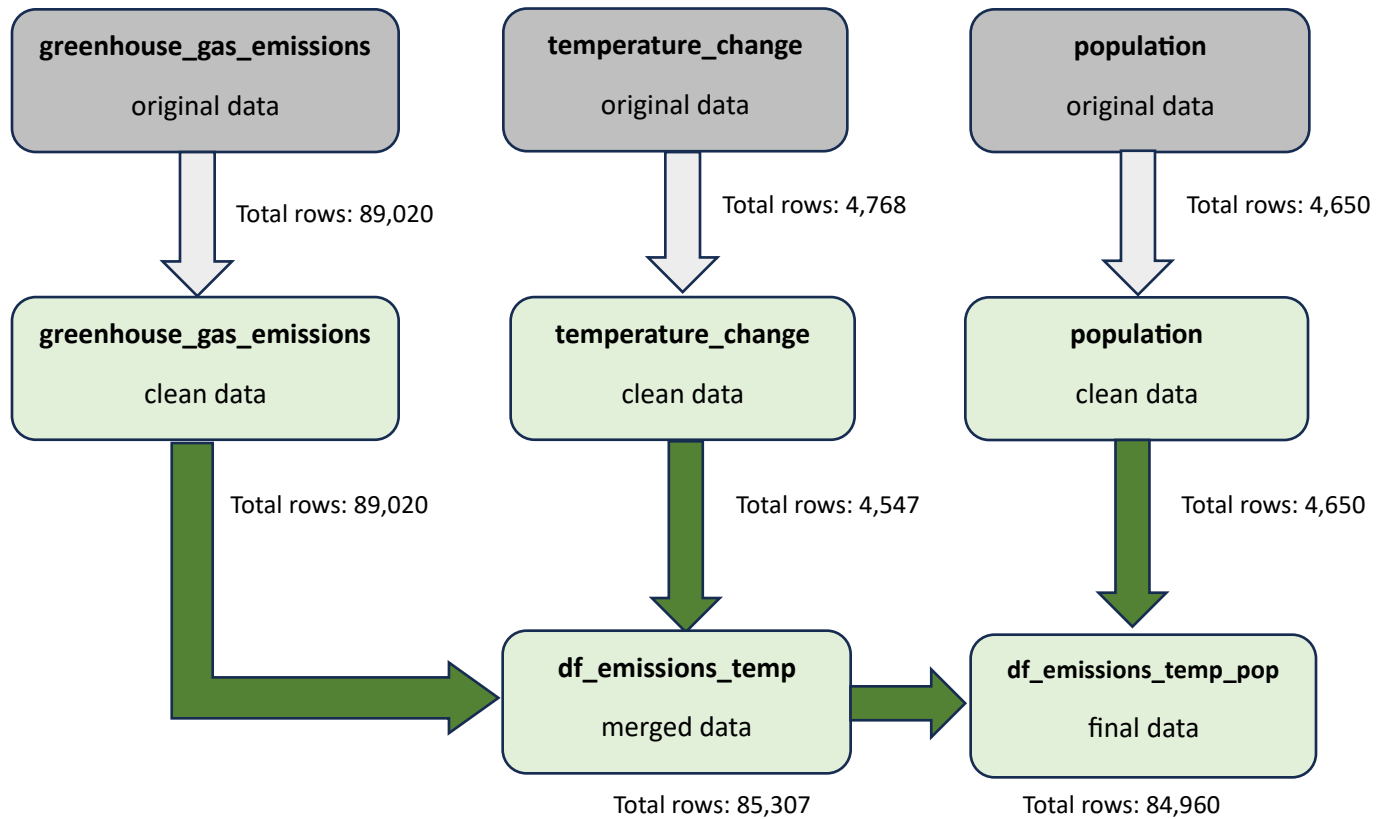 greenhouse_gas_emissions
original data
temperature_change
original data
population
original data
Total rows: 89,020
Total rows: 4,768
Total rows: 4,650
greenhouse_gas_emissions
clean data
temperature_change
clean data
population
clean data
Total rows: 89,020
Total rows: 4,547
Total rows: 4,650
df_emissions_temp
merged data
df_emissions_temp_pop
final data
Total rows: 85,307
Total rows: 84,960